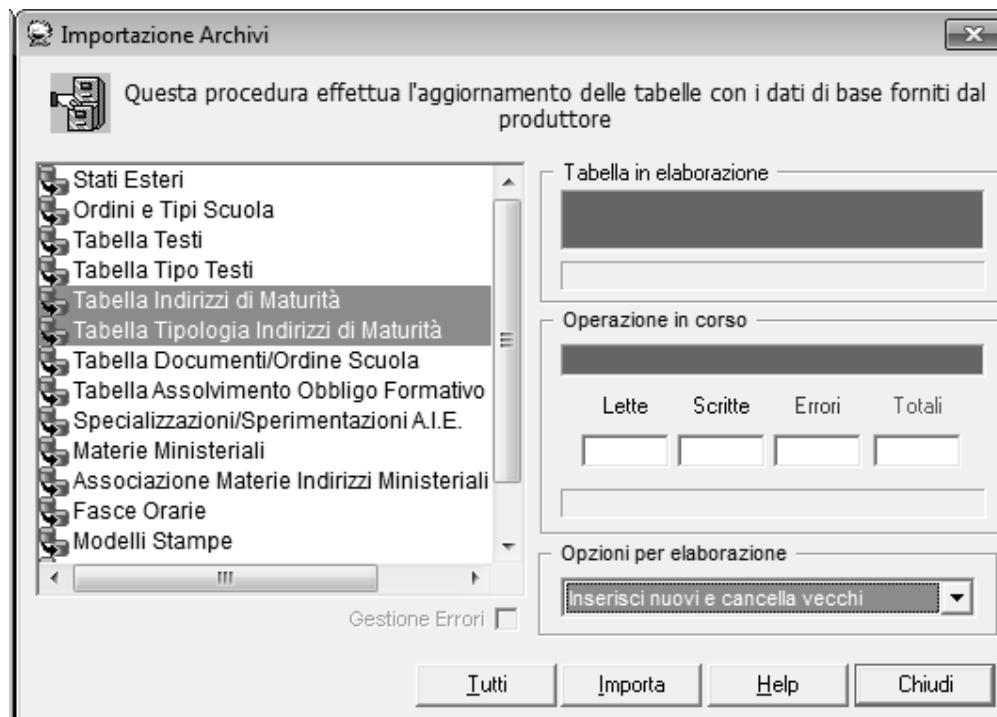 Importazione Archivi
Questa procedura effettua l'aggiornamento delle tabelle con i dati di base forniti dal
produttore
Stati Esteri
Ordini e Tipi Scuola
Tabella Testi
Tabella Tipo Testi
Tabella Indirizzi di Maturità
Tabella Tipologia Indirizzi di Maturità
Tabella Documenti/Ordine Scuola
Tabella Assolvimento Obbligo Formativo
Specializzazioni/Sperimentazioni A.I.E.
Materie Ministeriali
Associazione Materie Indirizzi Ministeriali
Fasce Orarie
Modelli Stampe
Gestione Errori
Tabella in elaborazione
Operazione in corso
Lette Scritte Errori Totali
Opzioni per elaborazione
Inserisci nuovi e cancella vecchi
Tutti Importa Help Chiudi